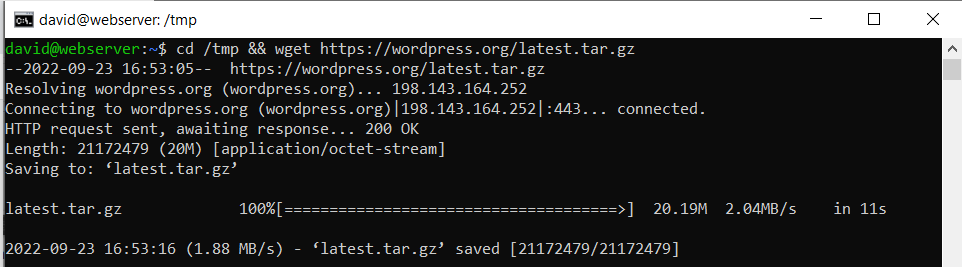 david@webserver: /tmp
david@webserver:~$ cd /tmp && wget https://wordpress.org/latest.tar.gz
--2022-09-23 16:53:05--  https://wordpress.org/latest.tar.gz
Resolving wordpress.org (wordpress.org)... 198.143.164.252
Connecting to wordpress.org (wordpress.org)|198.143.164.252|:443... connected.
HTTP request sent, awaiting response... 200 OK
Length: 21172479 (20M) [application/octet-stream]
Saving to: ‘latest.tar.gz’
latest.tar.gz             100%[=====================================>]  20.19M  2.04MB/s    in 11s
2022-09-23 16:53:16 (1.88 MB/s) - ‘latest.tar.gz’ saved [21172479/21172479]